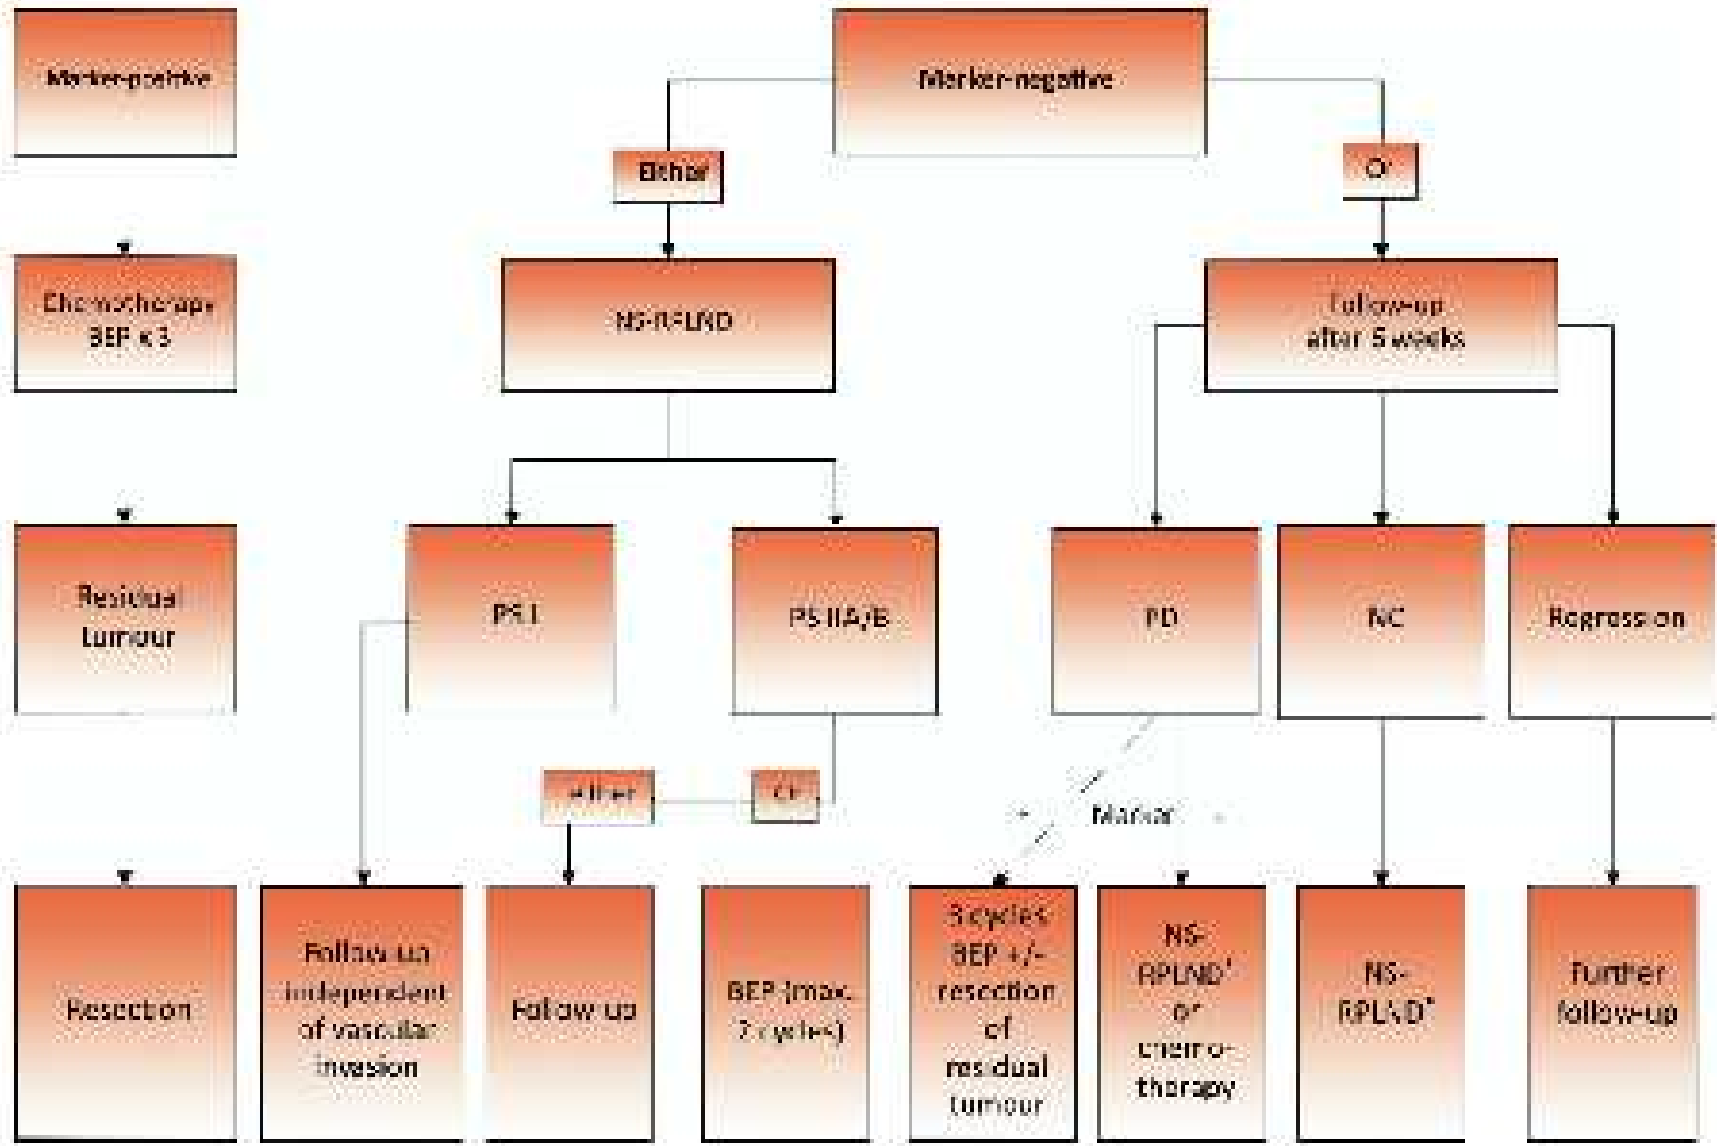 Marker-positive
Marker-negative
Either
Or
Chemotherapy
BEP x 3
NS-RPLND
Follow-up
after 6 weeks
Residual
tumour
PS I
PS IIA/B
PD
NC
Regression
either
Or
+
Marker
-
Resection
Follow-up
independent
of vascular
invasion
Follow-up
BEP (max.
2 cycles)
3 cycles
BEP +/-
resection
of
residual
tumour
NS-
RPLND*
or
chemo-
therapy
NS-
RPLND*
Further
follow-up